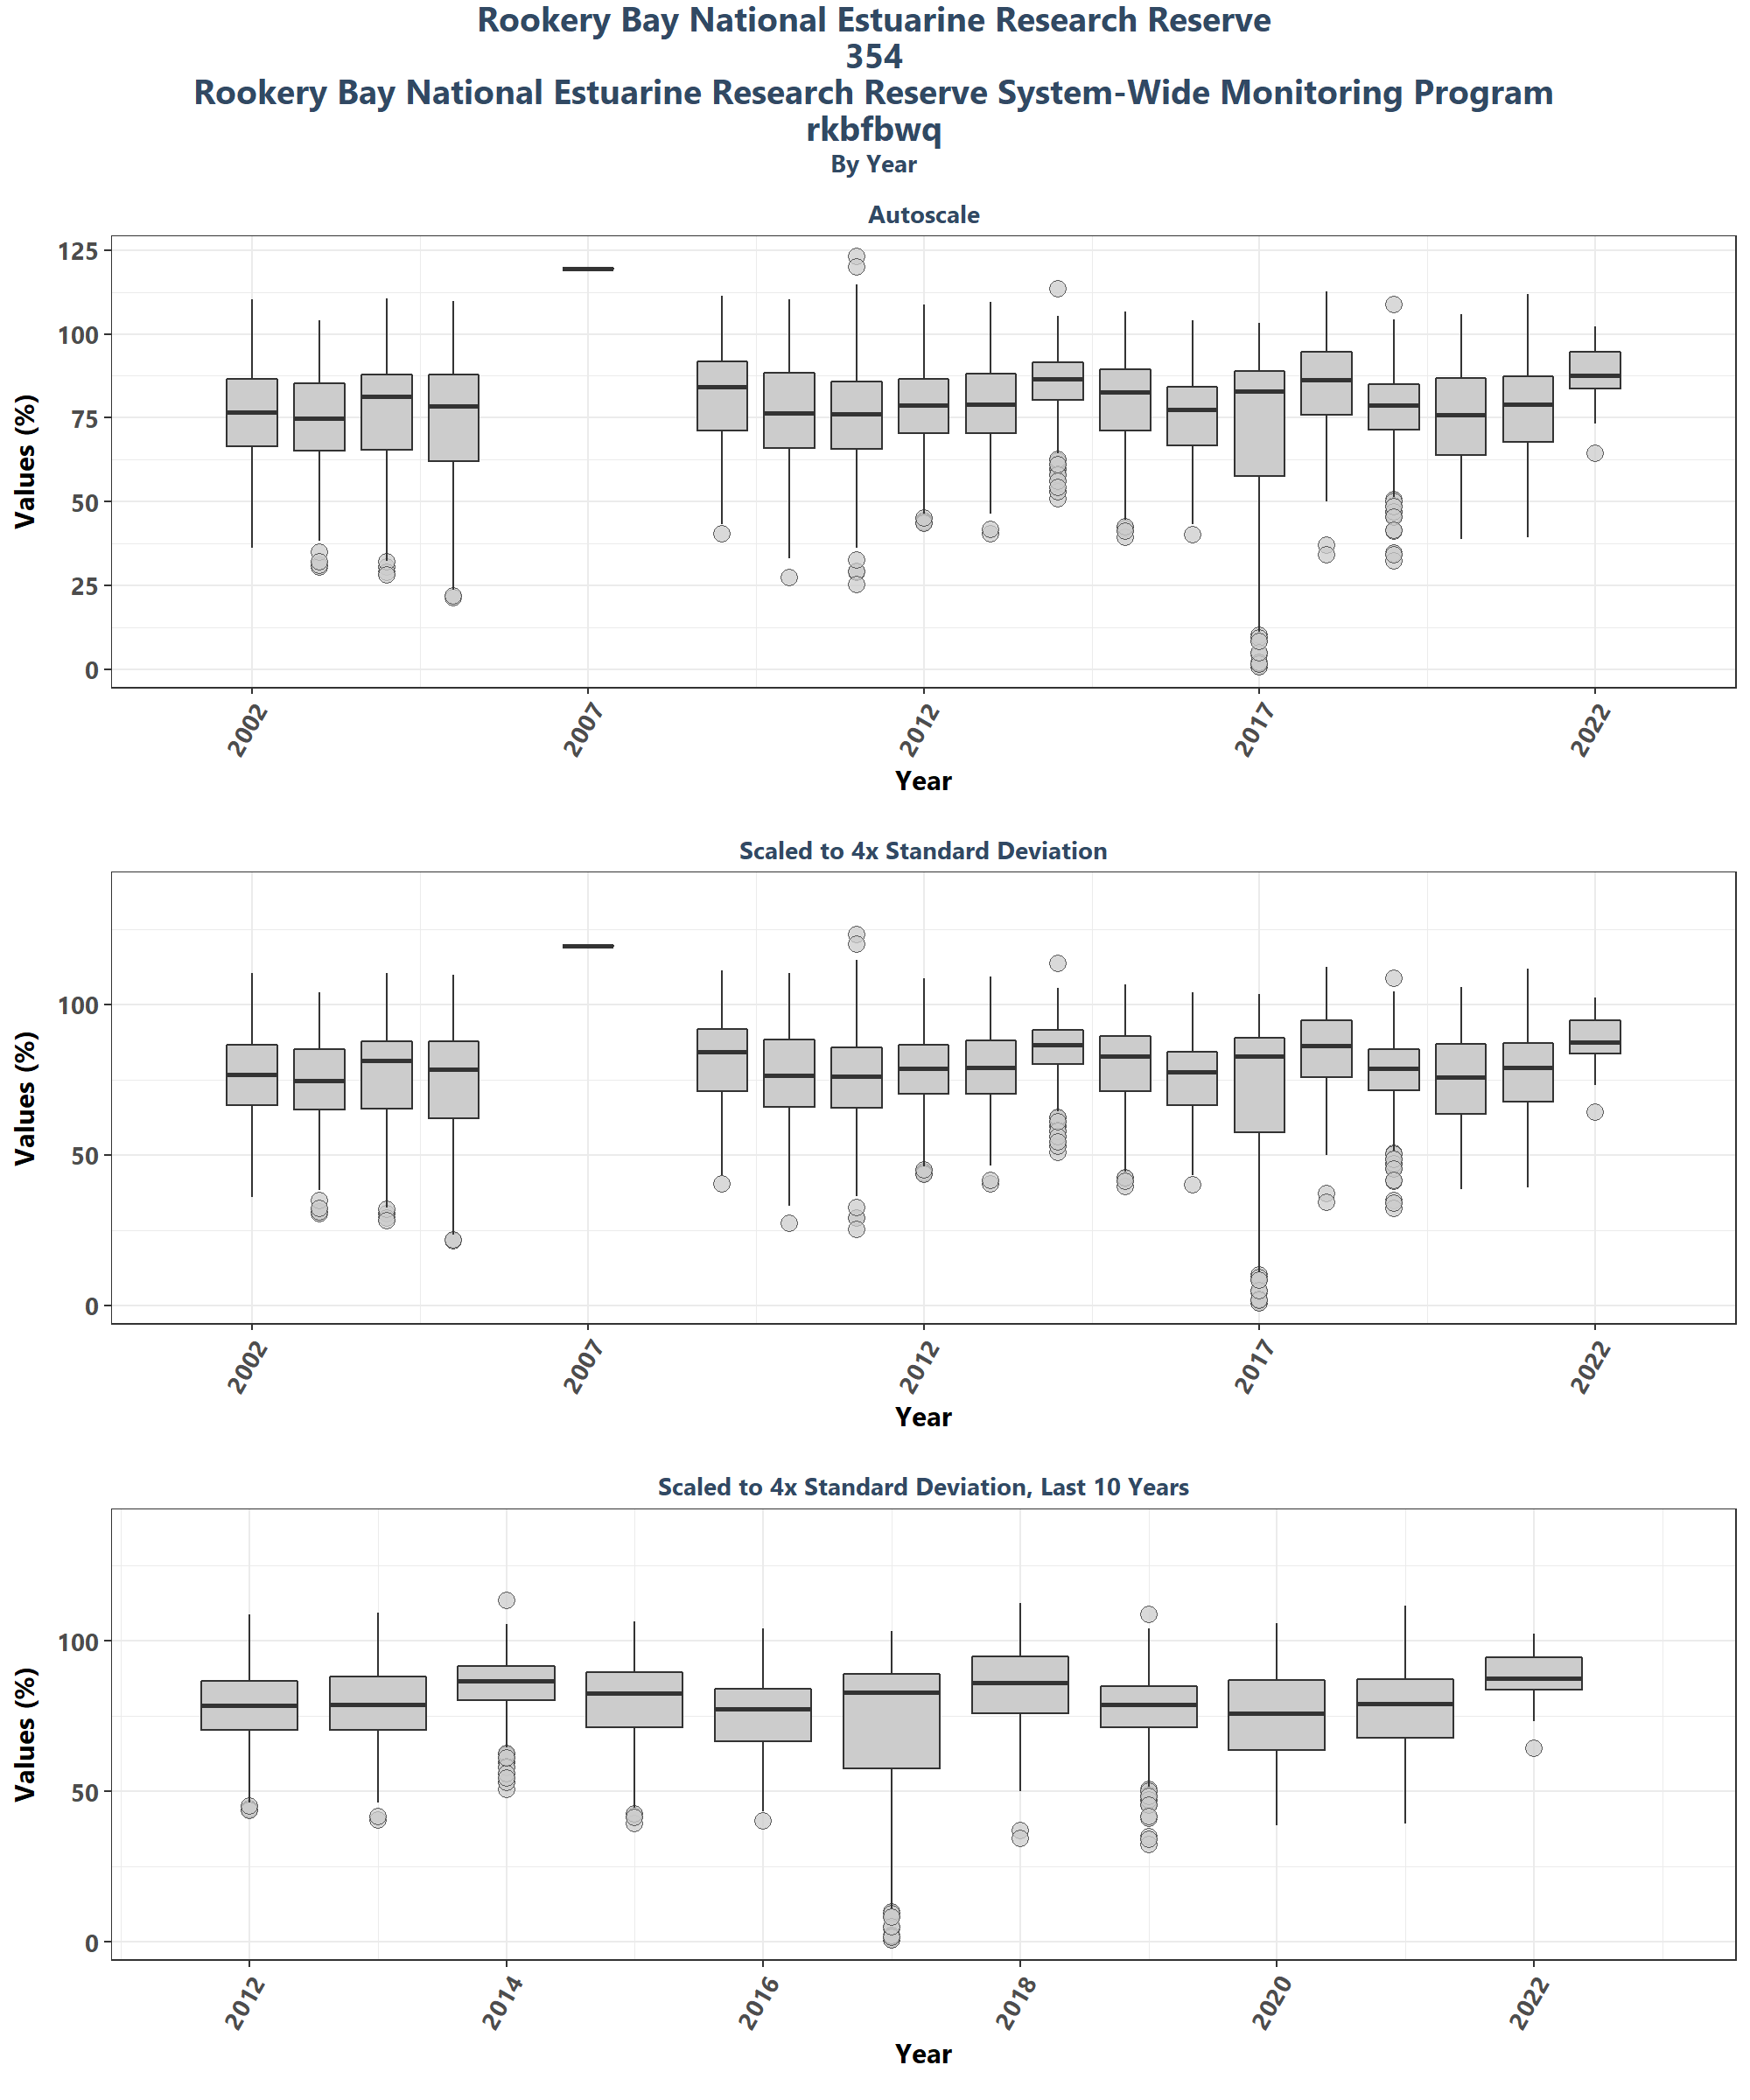 Rookery Bay National Estuarine Research Reserve
354
Rookery Bay National Estuarine Research Reserve System-Wide Monitoring Program
rkbfbwq
By Year
Autoscale
Values (%)
125
100
75
50
25
0
2002
2007
2012
2017
2022
Year
Scaled to 4x Standard Deviation
Values (%)
100
50
0
2002
2007
2012
2017
2022
Year
Scaled to 4x Standard Deviation, Last 10 Years
Values (%)
100
50
0
2012
2014
2016
2018
2020
2022
Year